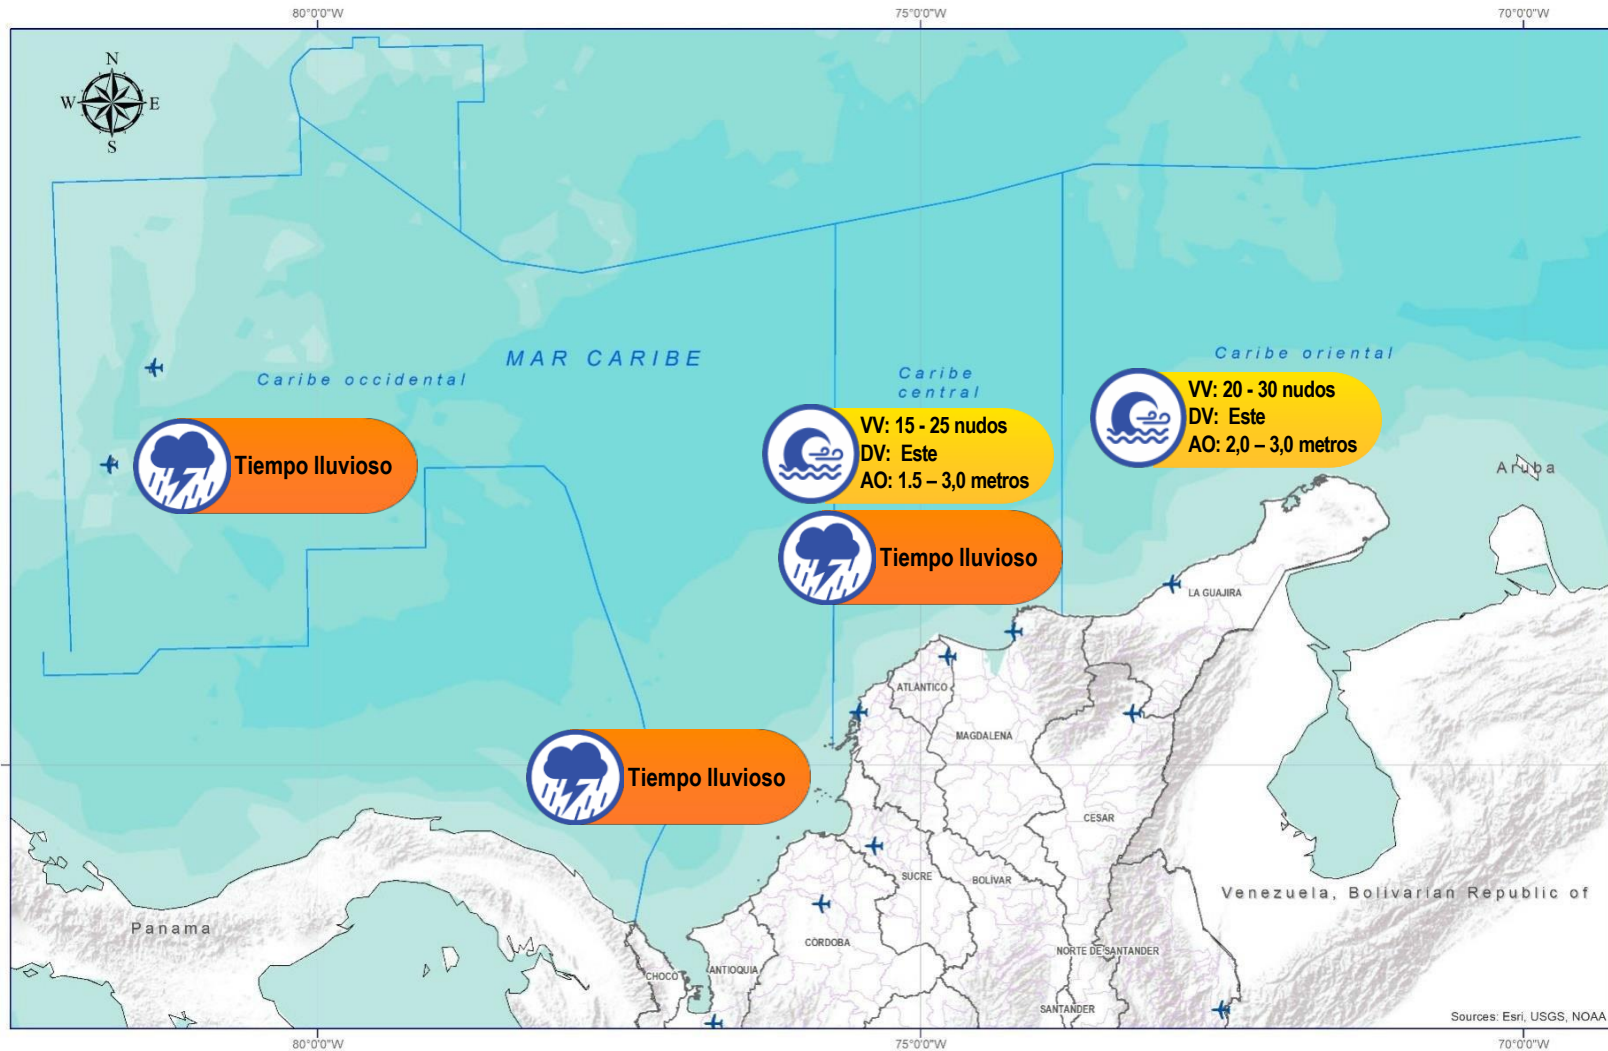 80°0'0"W
75°0'0"W
70°0'0"W
N
W
E
S
MAR CARIBE
Caribe occidental
Caribe
central
Caribe oriental
VV: 20 - 30 nudos
DV: Este
AO: 2,0 – 3,0 metros
VV: 15 - 25 nudos
DV: Este
AO: 1.5 – 3,0 metros
Tiempo lluvioso
Tiempo lluvioso
Tiempo lluvioso
Aruba
LA GUAJIRA
ATLÁNTICO
MAGDALENA
CESAR
SUCRE
BOLÍVAR
Venezuela, Bolivarian Republic of
Panama
CÓRDOBA
NORTE DE SANTANDER
CHOCÓ
ANTIOQUIA
SANTANDER
Sources: Esri, USGS, NOAA
80°0'0"W
75°0'0"W
70°0'0"W